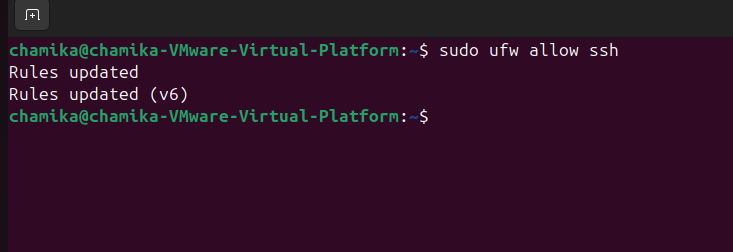 chamika@chamika-VMware-Virtual-Platform:~$ sudo ufw allow ssh
Rules updated
Rules updated (v6)
chamika@chamika-VMware-Virtual-Platform:~$